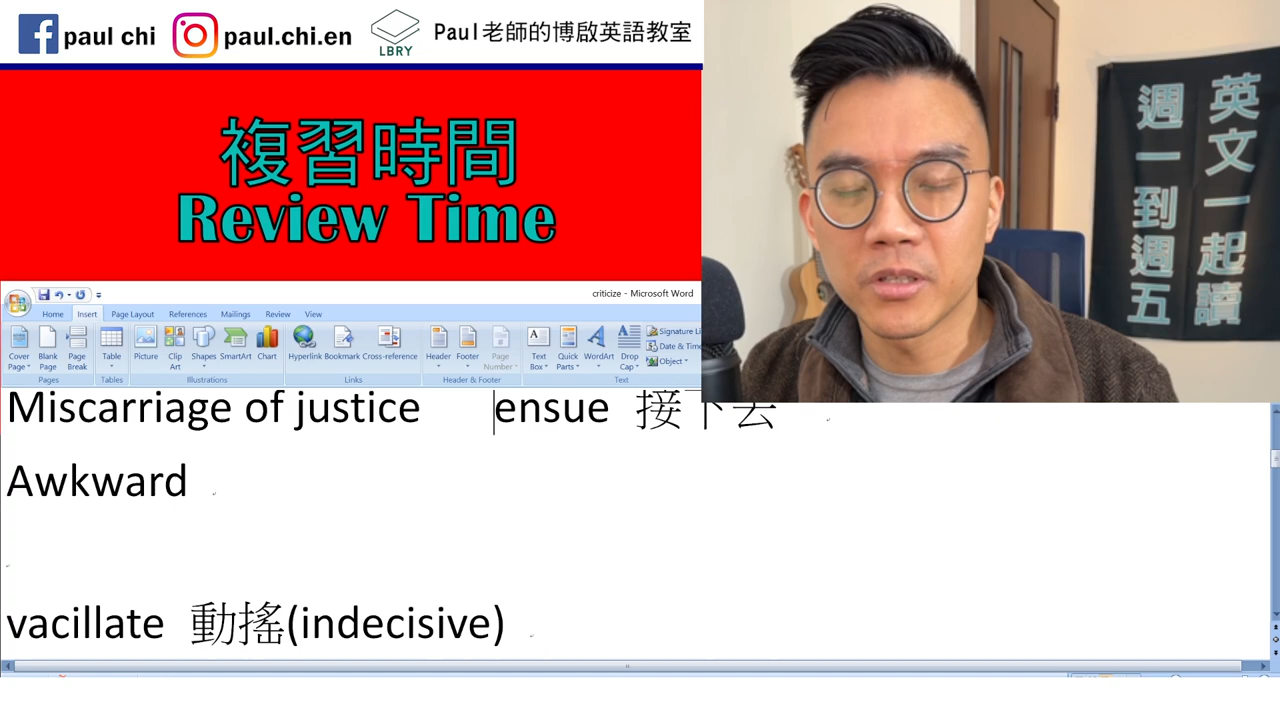 paul chi
paul.chi.en
LBRY
Paul老師的博啟英語教室
複習時間
Review Time
criticize - Microsoft Word
Home Insert Page Layout References Mailings Review View
Cover Page
Blank Page
Page Break
Table
Picture
Clip Art
Shapes
SmartArt
Chart
Hyperlink
Bookmark
Cross-reference
Header
Footer
Page Number
Text Box
Quick Parts
WordArt
Drop Cap
Signature Li
Date & Time
Object
Pages
Tables
Illustrations
Links
Header & Footer
Text
Miscarriage of justice ensue 接下去
Awkward
vacillate 動搖(indecisive)
英文一起讀
週一到週五